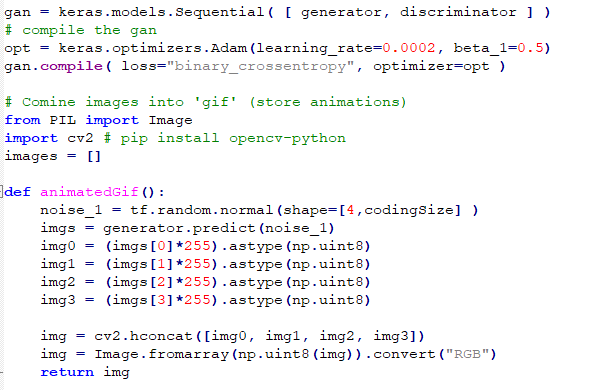 gan = keras.models.Sequential( [ generator, discriminator ] )
# compile the gan
opt = keras.optimizers.Adam(learning_rate=0.0002, beta_1=0.5)
gan.compile( loss="binary_crossentropy", optimizer=opt )

# Comine images into 'gif' (store animations)
from PIL import Image
import cv2 # pip install opencv-python
images = []

def animatedGif():
    noise_1 = tf.random.normal(shape=[4,codingSize] )
    imgs = generator.predict(noise_1)
    img0 = (imgs[0]*255).astype(np.uint8)
    img1 = (imgs[1]*255).astype(np.uint8)
    img2 = (imgs[2]*255).astype(np.uint8)
    img3 = (imgs[3]*255).astype(np.uint8)

    img = cv2.hconcat([img0, img1, img2, img3])
    img = Image.fromarray(np.uint8(img)).convert("RGB")
    return img